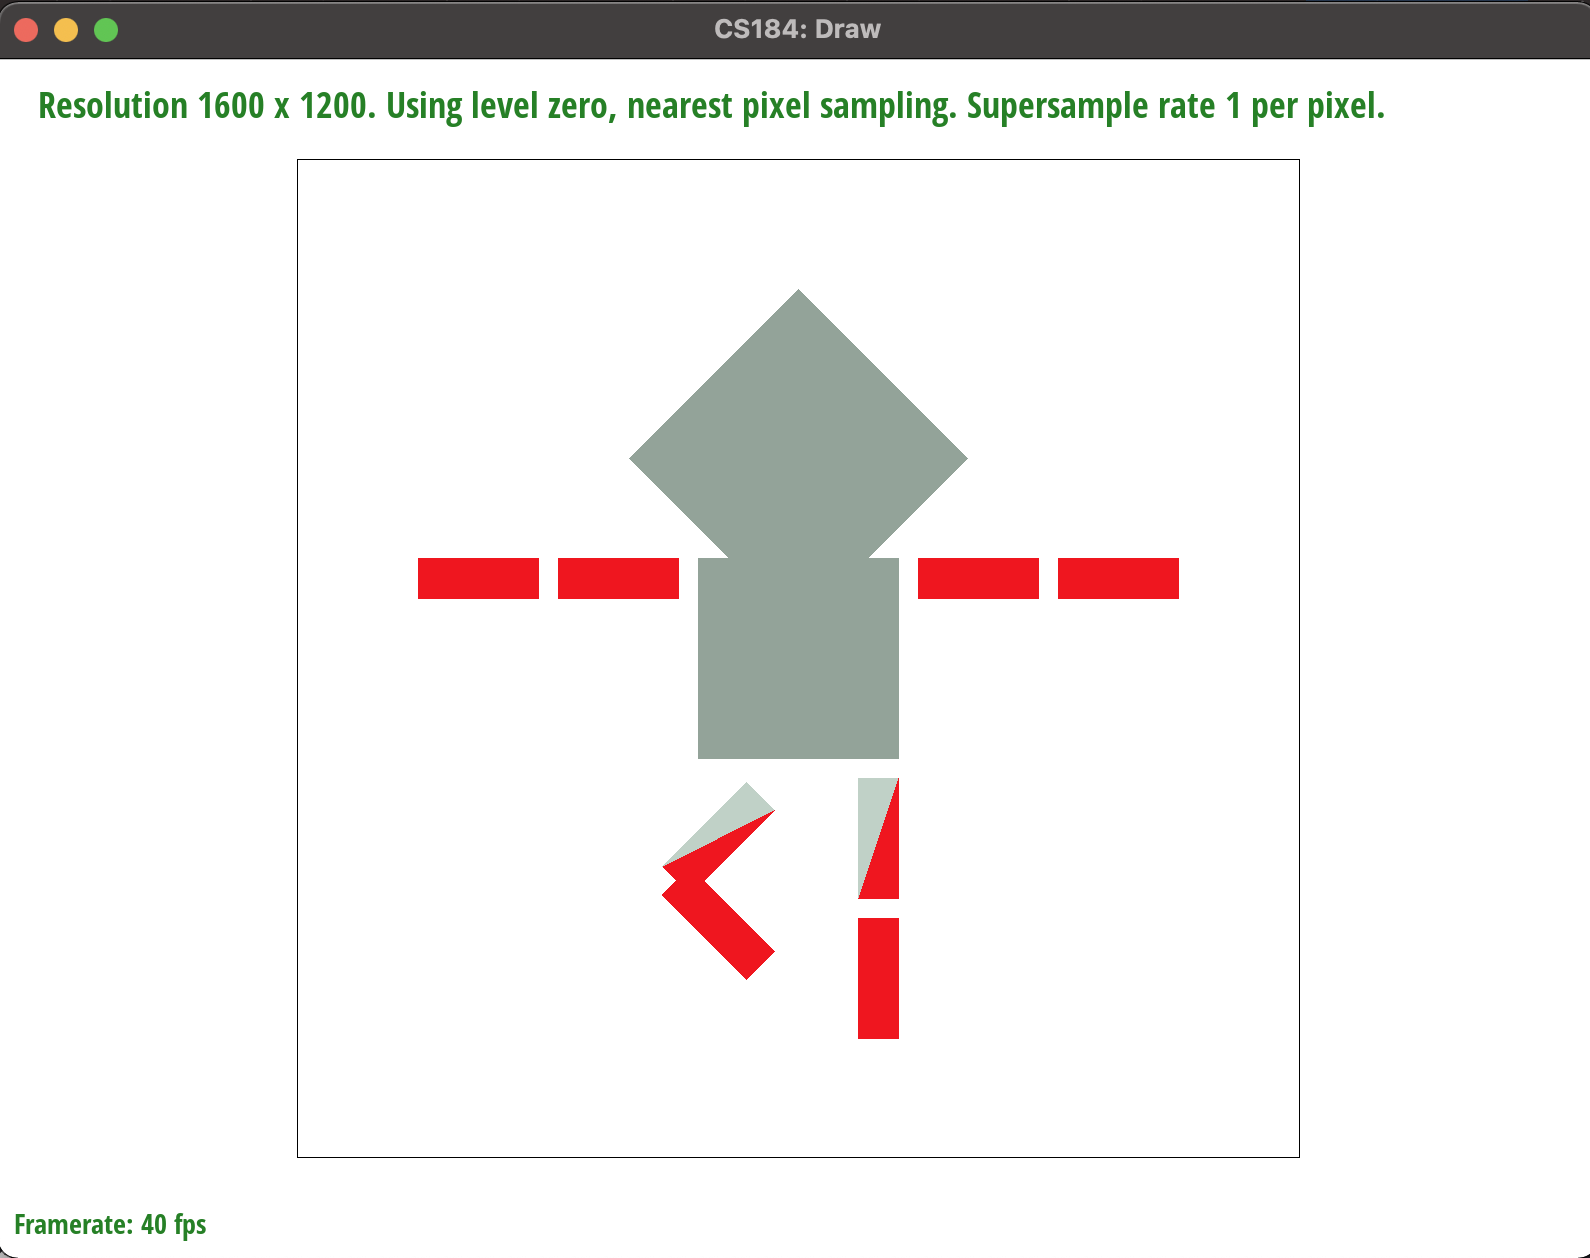 CS184: Draw
Resolution 1600 x 1200. Using level zero, nearest pixel sampling. Supersample rate 1 per pixel.
Framerate: 40 fps